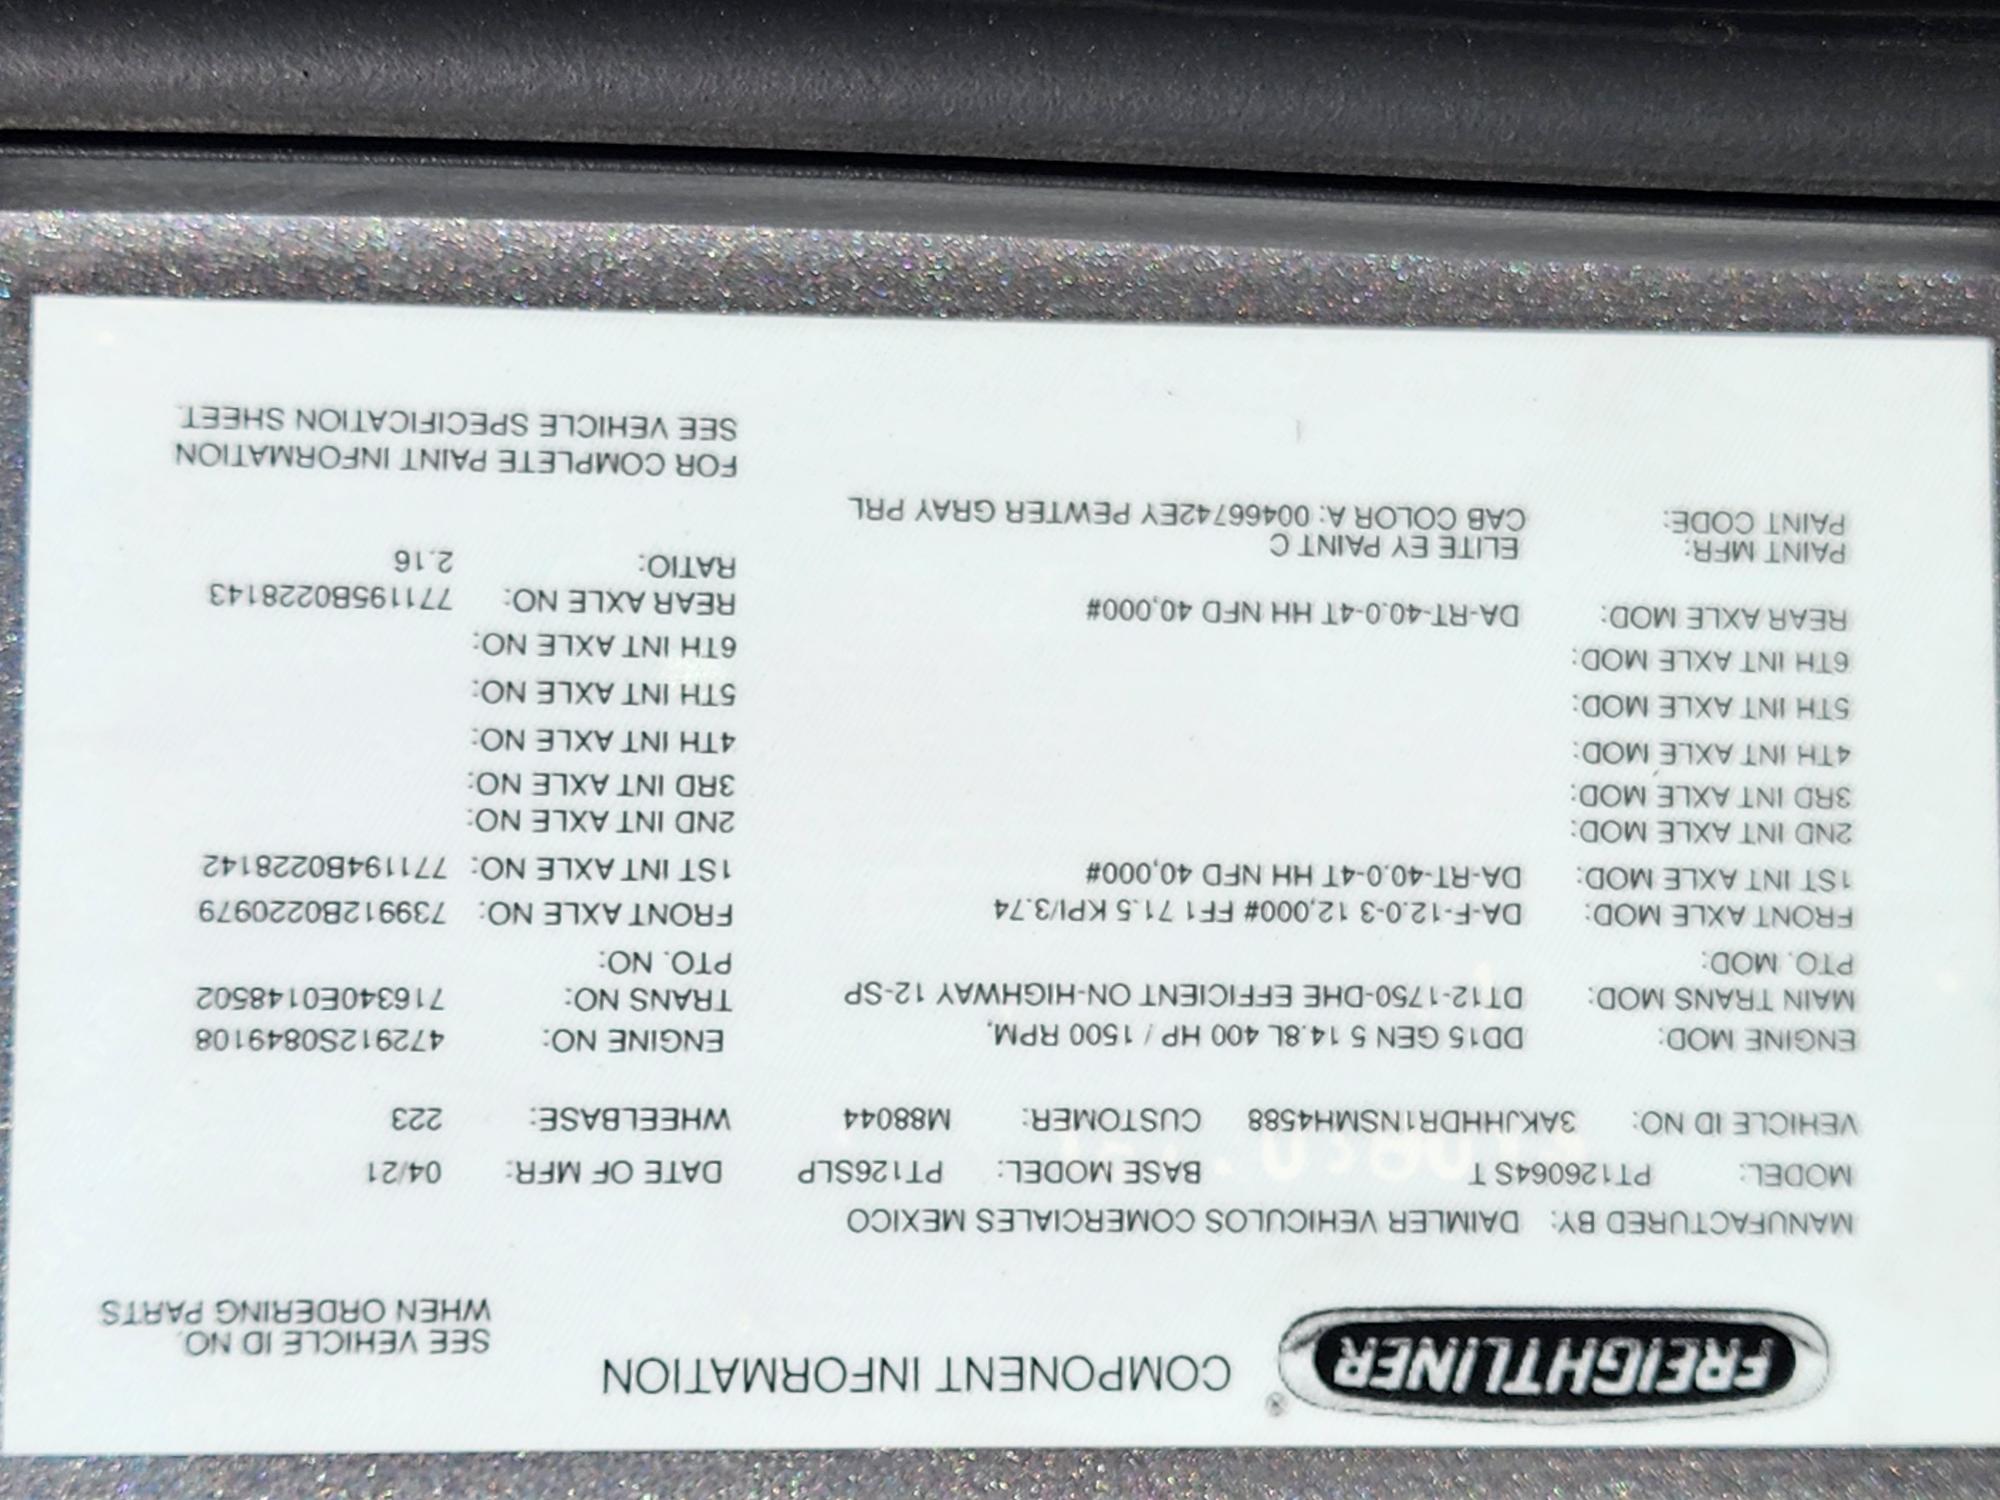 FREIGHTLINER ® COMPONENT INFORMATION
SEE VEHICLE ID NO.
WHEN ORDERING PARTS
MANUFACTURED BY: DAIMLER VEHICULOS COMERCIALES MEXICO
MODEL: PT126064S T BASE MODEL: PT126SLP DATE OF MFR: 04/21
VEHICLE ID NO: 3AKJHHDR1NSMH4588 CUSTOMER: M88044 WHEELBASE: 223
ENGINE MOD: DD15 GEN 5 14.8L 400 HP / 1500 RPM, ENGINE NO: 472912S0849108
MAIN TRANS MOD: DT12-1750-DHE EFFICIENT ON-HIGHWAY 12-SP TRANS NO: 716340E0148502
PTO. MOD: PTO. NO:
FRONT AXLE MOD: DA-F-12.0-3 12,000# FF1 71.5 KPI/3.74 FRONT AXLE NO: 739912B0220979
1ST INT AXLE MOD: DA-RT-40.0-4T HH NFD 40,000# 1ST INT AXLE NO: 771194B0228142
2ND INT AXLE MOD: 2ND INT AXLE NO:
3RD INT AXLE MOD: 3RD INT AXLE NO:
4TH INT AXLE MOD: 4TH INT AXLE NO:
5TH INT AXLE MOD: 5TH INT AXLE NO:
6TH INT AXLE MOD: 6TH INT AXLE NO:
REAR AXLE MOD: DA-RT-40.0-4T HH NFD 40,000# REAR AXLE NO: 771195B0228143
RATIO: 2.16
PAINT MFR: ELITE EY PAINT C
PAINT CODE: CAB COLOR A: 00466742EY PEWTER GRAY PRL
FOR COMPLETE PAINT INFORMATION
SEE VEHICLE SPECIFICATION SHEET.